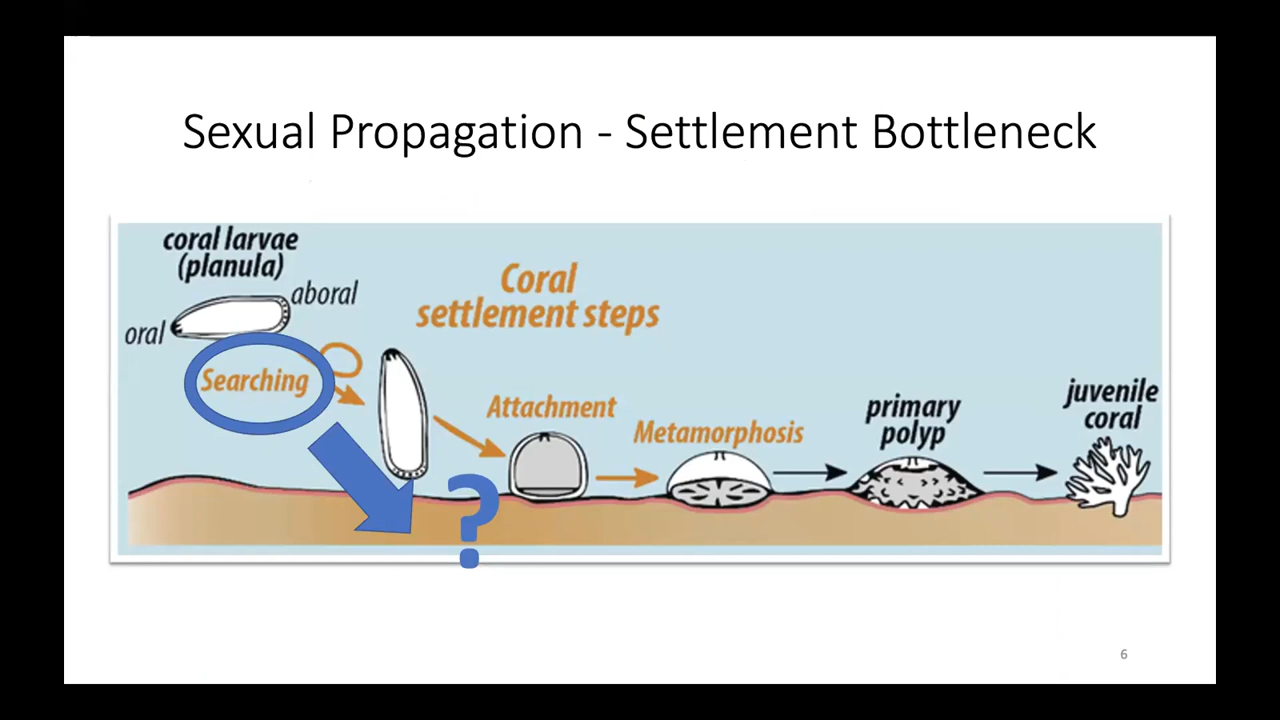 Sexual Propagation - Settlement Bottleneck
coral larvae
(planula)
aboral
oral
Coral
settlement steps
Searching
Attachment
Metamorphosis
primary
polyp
juvenile
coral
?
6